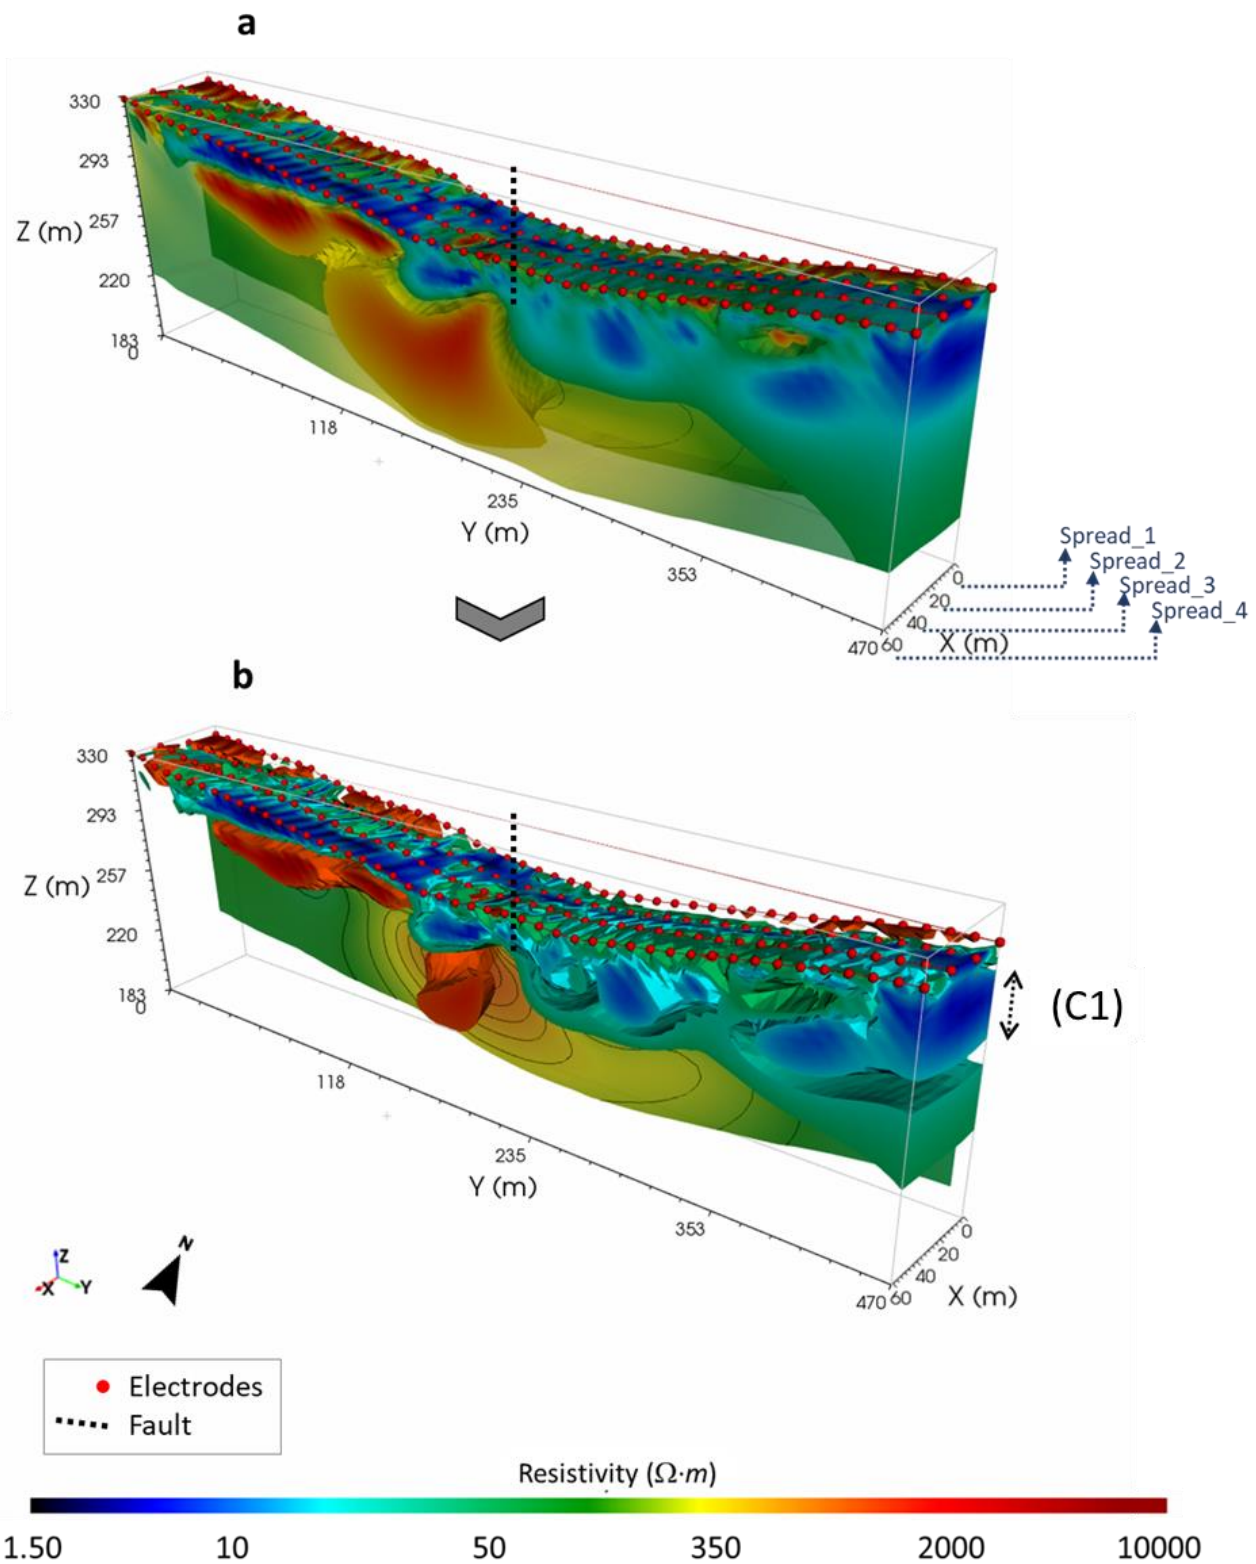 a
330
293
Z (m)
257
220
183
0
118
235
Y (m)
353
470
60
40
20
0
X (m)
Spread_1
Spread_2
Spread_3
Spread_4
b
330
293
Z (m)
257
220
183
0
118
235
Y (m)
353
470
60
40
20
0
X (m)
(C1)
Z
X
Y
N
Electrodes
Fault
Resistivity (Ω·m)
1.50 10 50 350 2000 10000